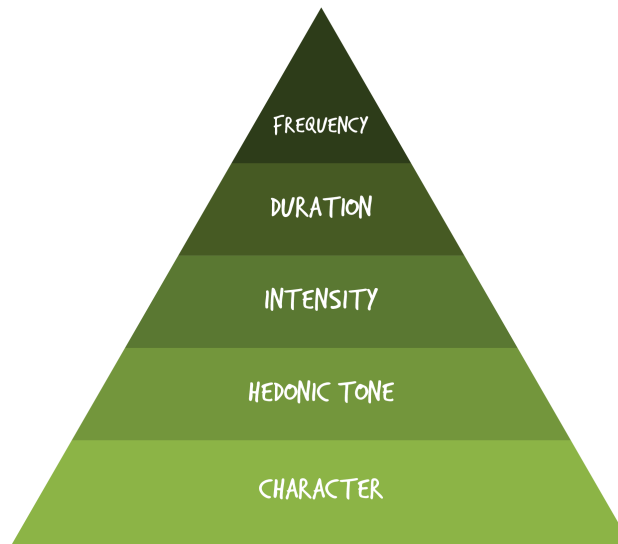 FREQUENCY
DURATION
INTENSITY
HEDONIC TONE
CHARACTER